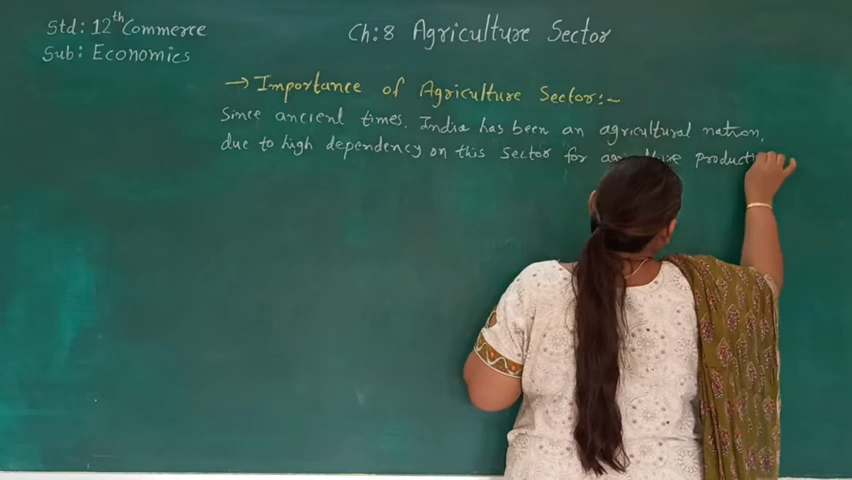 Std: 12th Commerce
Sub: Economics
Ch:8 Agriculture Sector
→ Importance of Agriculture Sector:-
Since ancient times. India has been an agricultural nation,
due to high dependency on this Sector for